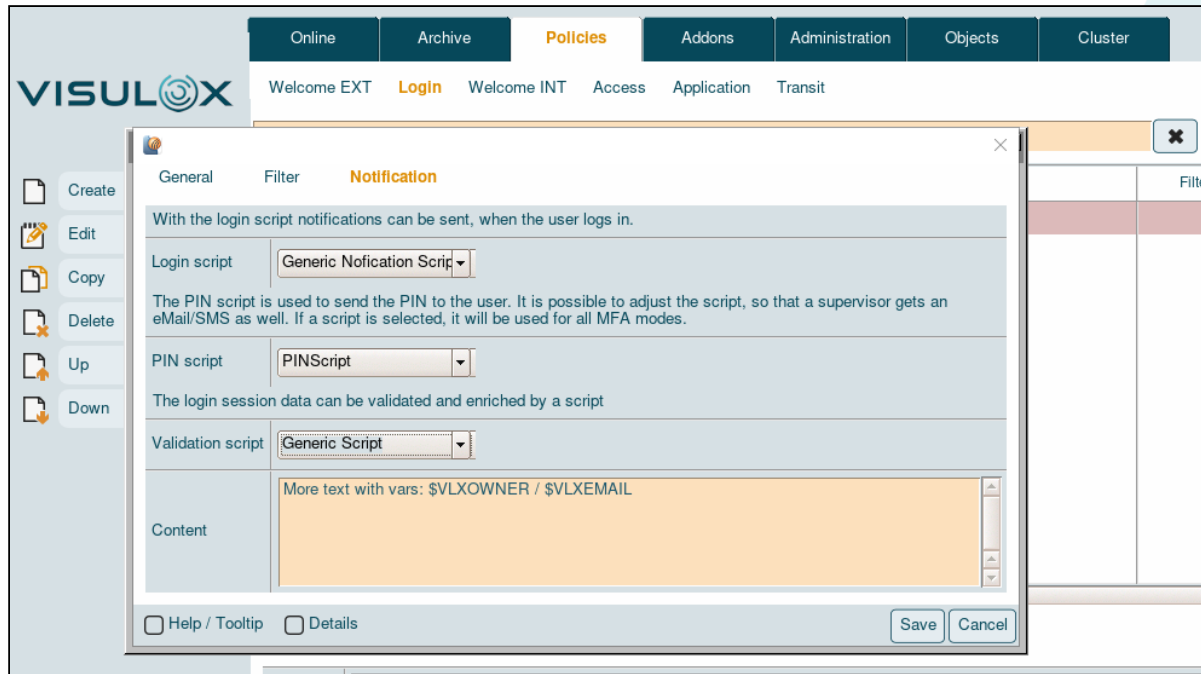 Online Archive Policies Addons Administration Objects Cluster
VISULOX
Welcome EXT Login Welcome INT Access Application Transit
General Filter Notification
Create
Edit
Copy
Delete
Up
Down
With the login script notifications can be sent, when the user logs in.
Login script Generic Nofication Scrip
The PIN script is used to send the PIN to the user. It is possible to adjust the script, so that a supervisor gets an
eMail/SMS as well. If a script is selected, it will be used for all MFA modes.
PIN script PINScript
The login session data can be validated and enriched by a script
Validation script Generic Script
Content More text with vars: $VLXOWNER / $VLXEMAIL
Help / Tooltip Details Save Cancel